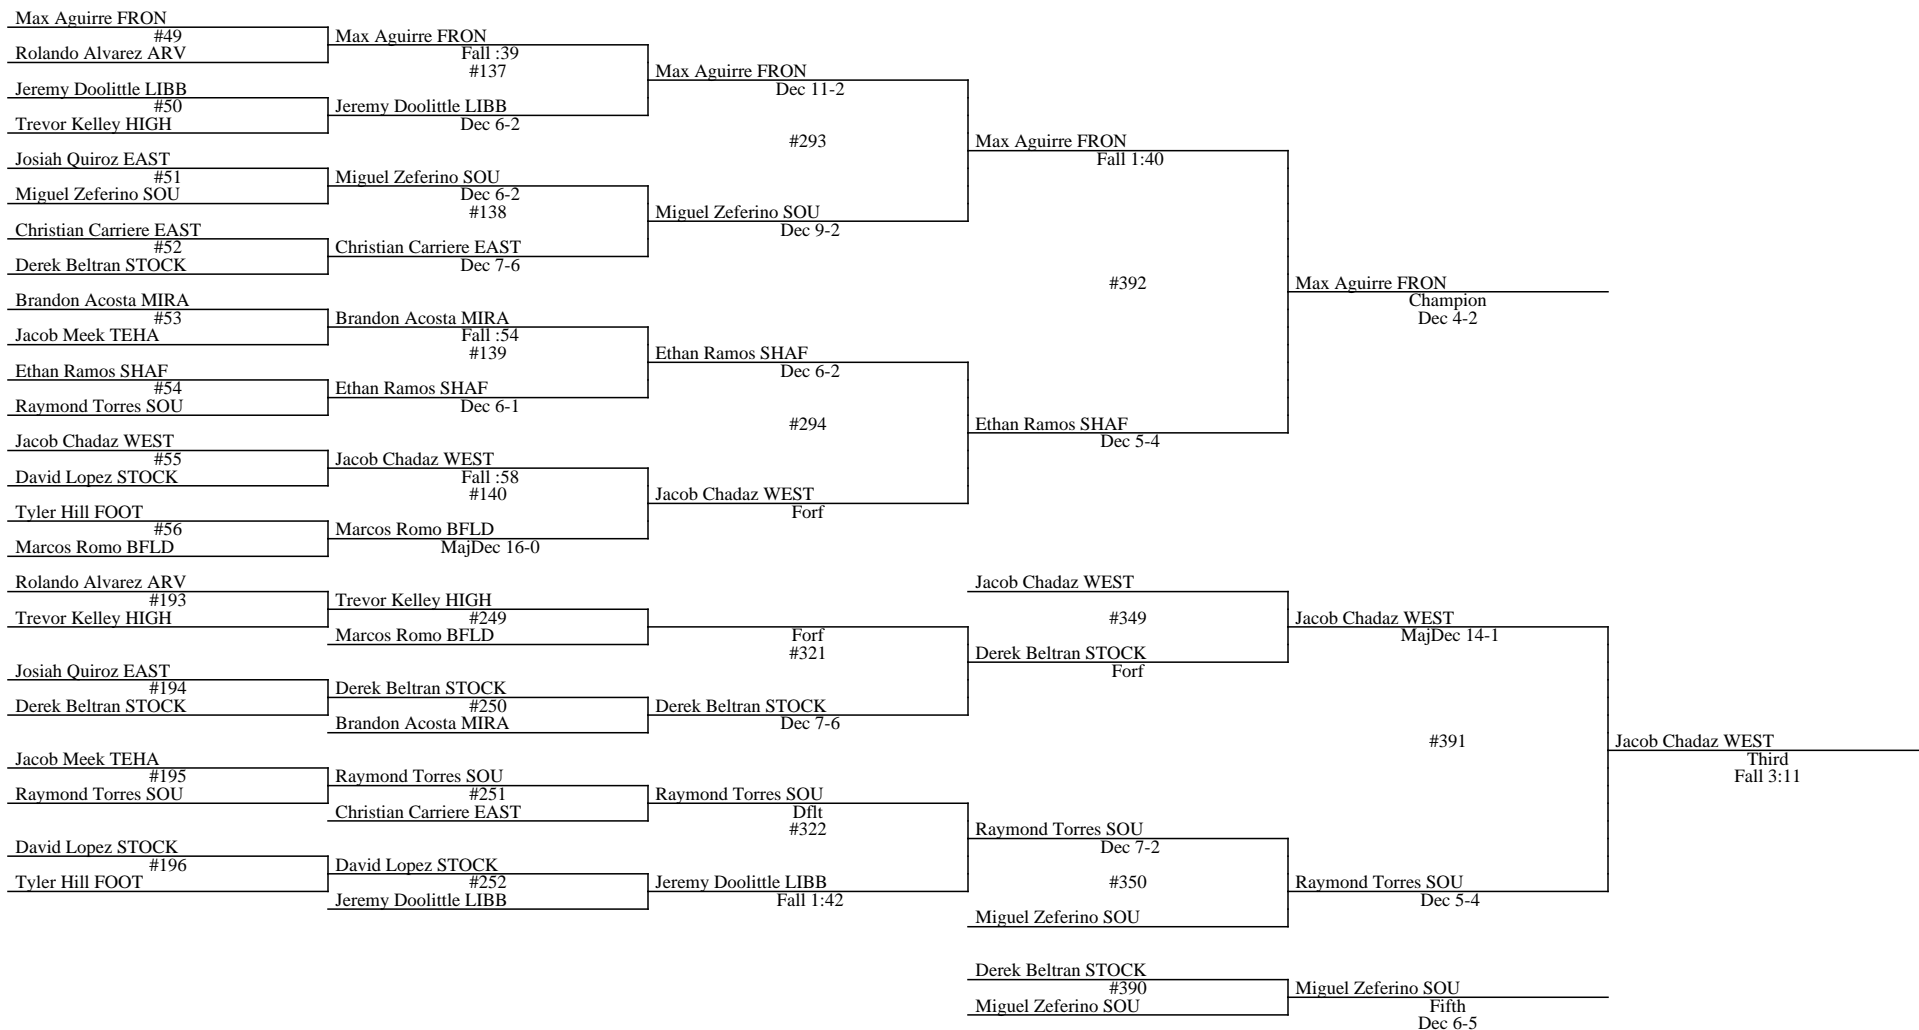 Max Aguirre FRON
#49
Rolando Alvarez ARV
Jeremy Doolittle LIBB
#50
Trevor Kelley HIGH
Josiah Quiroz EAST
#51
Miguel Zeferino SOU
Christian Carriere EAST
#52
Derek Beltran STOCK
Brandon Acosta MIRA
#53
Jacob Meek TEHA
Ethan Ramos SHAF
#54
Raymond Torres SOU
Jacob Chadaz WEST
#55
David Lopez STOCK
Tyler Hill FOOT
#56
Marcos Romo BFLD
Max Aguirre FRON
Fall :39
#137
Jeremy Doolittle LIBB
Dec 6-2
Miguel Zeferino SOU
Dec 6-2
#138
Christian Carriere EAST
Dec 7-6
Brandon Acosta MIRA
Fall :54
#139
Ethan Ramos SHAF
Dec 6-1
Jacob Chadaz WEST
Fall :58
#140
Marcos Romo BFLD
MajDec 16-0
Max Aguirre FRON
Dec 11-2
#293
Miguel Zeferino SOU
Dec 9-2
Ethan Ramos SHAF
Dec 6-2
#294
Jacob Chadaz WEST
Forf
Max Aguirre FRON
Fall 1:40
#392
Ethan Ramos SHAF
Dec 5-4
Max Aguirre FRON
Champion
Dec 4-2
Rolando Alvarez ARV
#193
Trevor Kelley HIGH
Josiah Quiroz EAST
#194
Derek Beltran STOCK
Jacob Meek TEHA
#195
Raymond Torres SOU
David Lopez STOCK
#196
Tyler Hill FOOT
Trevor Kelley HIGH
#249
Marcos Romo BFLD
Derek Beltran STOCK
#250
Brandon Acosta MIRA
Raymond Torres SOU
#251
Christian Carriere EAST
David Lopez STOCK
#252
Jeremy Doolittle LIBB
Forf
#321
Derek Beltran STOCK
Dec 7-6
Raymond Torres SOU
Dflt
#322
Jeremy Doolittle LIBB
Fall 1:42
Jacob Chadaz WEST
#349
Derek Beltran STOCK
Forf
Raymond Torres SOU
Dec 7-2
#350
Miguel Zeferino SOU
Jacob Chadaz WEST
MajDec 14-1
#391
Raymond Torres SOU
Dec 5-4
Jacob Chadaz WEST
Third
Fall 3:11
Derek Beltran STOCK
#390
Miguel Zeferino SOU
Miguel Zeferino SOU
Fifth
Dec 6-5